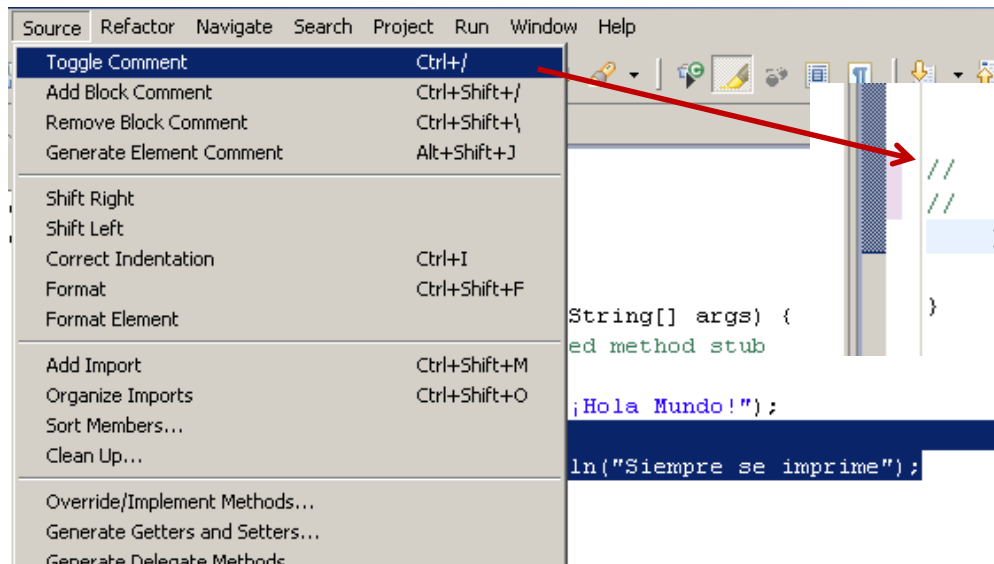 Source Refactor Navigate Search Project Run Window Help
Toggle Comment Ctrl+/
Add Block Comment Ctrl+Shift+/
Remove Block Comment Ctrl+Shift+\
Generate Element Comment Alt+Shift+J
Shift Right
Shift Left
Correct Indentation Ctrl+I
Format Ctrl+Shift+F
Format Element
Add Import Ctrl+Shift+M
Organize Imports Ctrl+Shift+O
Sort Members...
Clean Up...
Override/Implement Methods...
Generate Getters and Setters...
Generate Delegate Methods
//
//
}
String[] args) {
ed method stub
¡Hola Mundo!");
ln("Siempre se imprime");